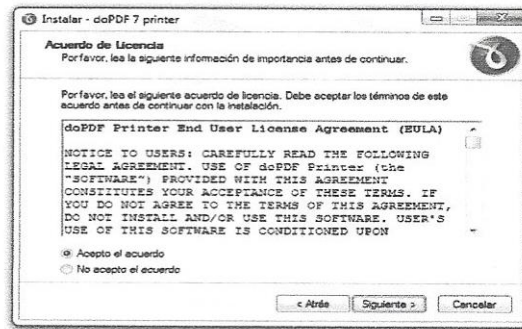 Instalar - doPDF 7 printer
Acuerdo de Licencia
Por favor, lea la siguiente información de importancia antes de continuar.
Por favor, lea el siguiente acuerdo de licencia. Debe aceptar los términos de este
acuerdo antes de continuar con la instalación.
doPDF Printer End User License Agreement (EULA)
NOTICE TO USERS: CAREFULLY READ THE FOLLOWING
LEGAL AGREEMENT. USE OF doPDF Printer (the
"SOFTWARE") PROVIDED WITH THIS AGREEMENT
CONSTITUTES YOUR ACCEPTANCE OF THESE TERMS. IF
YOU DO NOT AGREE TO THE TERMS OF THIS AGREEMENT,
DO NOT INSTALL AND/OR USE THIS SOFTWARE. USER'S
USE OF THIS SOFTWARE IS CONDITIONED UPON
Acepto el acuerdo
No acepto el acuerdo
< Atrás Siguiente > Cancelar